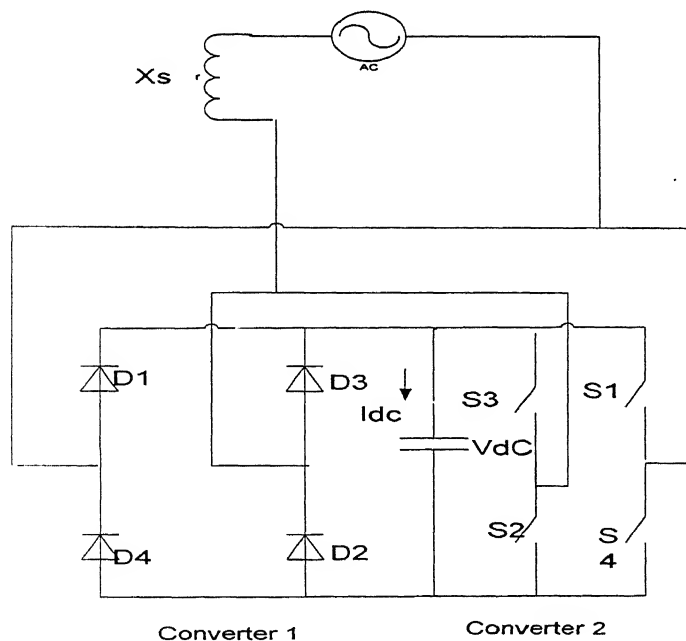 AC
Xs
r
D1
D3
Idc
S3
S1
VdC
D4
D2
S2
S
4
Converter 1
Converter 2